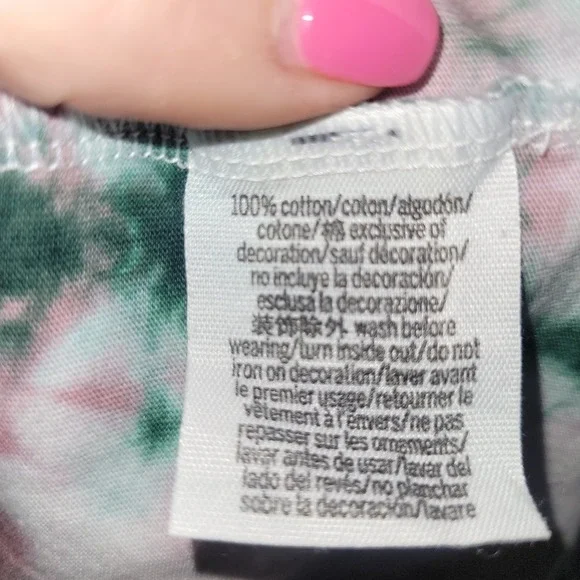 100% cotton/coton/algodón/
cotone/棉 exclusive of
decoration/sauf décoration/
no incluye la decoración/
esclusa la decorazione/
装飾除外 wash before
wearing/turn inside out/do not
iron on decoration/laver avant
le premier usage/retourner le
vêtement à l'envers/ne pas
repasser sur les ornements/
lavar antes de usar/lavar del
lado del revés/no planchar
sobre la decoración/lavare